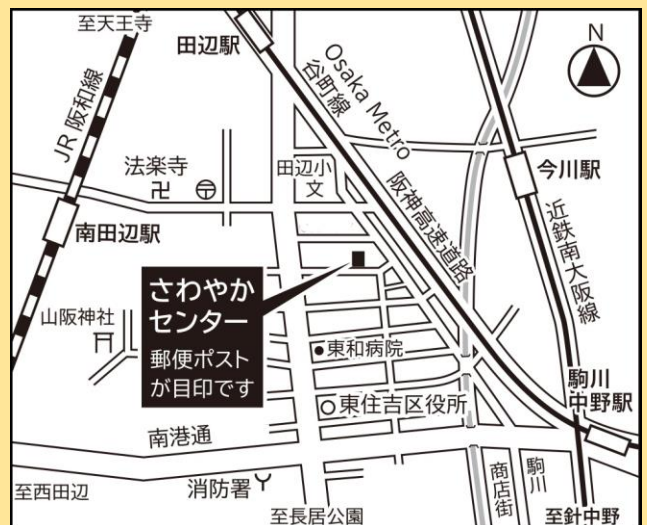 至天王寺
田辺駅
N
JR阪和線
Osaka Metro
谷町線
法楽寺
卍
〒
田辺小
文
阪神高速道路
今川駅
南田辺駅
近鉄南大阪線
さわやか
センター
郵便ポスト
が目印です
山阪神社
東和病院
東住吉区役所
駒川
中野駅
南港通
至西田辺
消防署
Y
至長居公園
商店街
駒川
至針中野